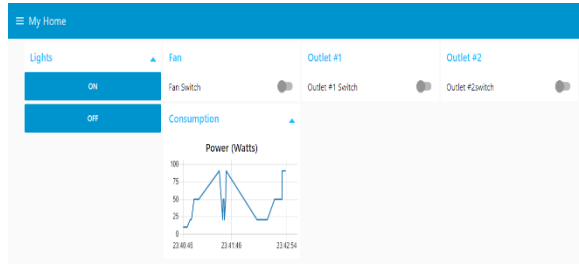 My Home
Lights
ON
OFF
Fan
Fan Switch
Outlet #1
Outlet #1 Switch
Outlet #2
Outlet #2switch
Consumption
Power (Watts)
100
75
50
25
0
23:40:46 23:41:46 23:42:54